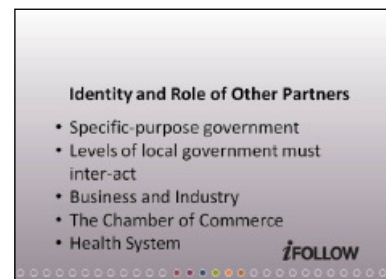 Identity and Role of Other Partners
• Specific-purpose government
• Levels of local government must
inter-act
• Business and Industry
• The Chamber of Commerce
• Health System
iFOLLOW